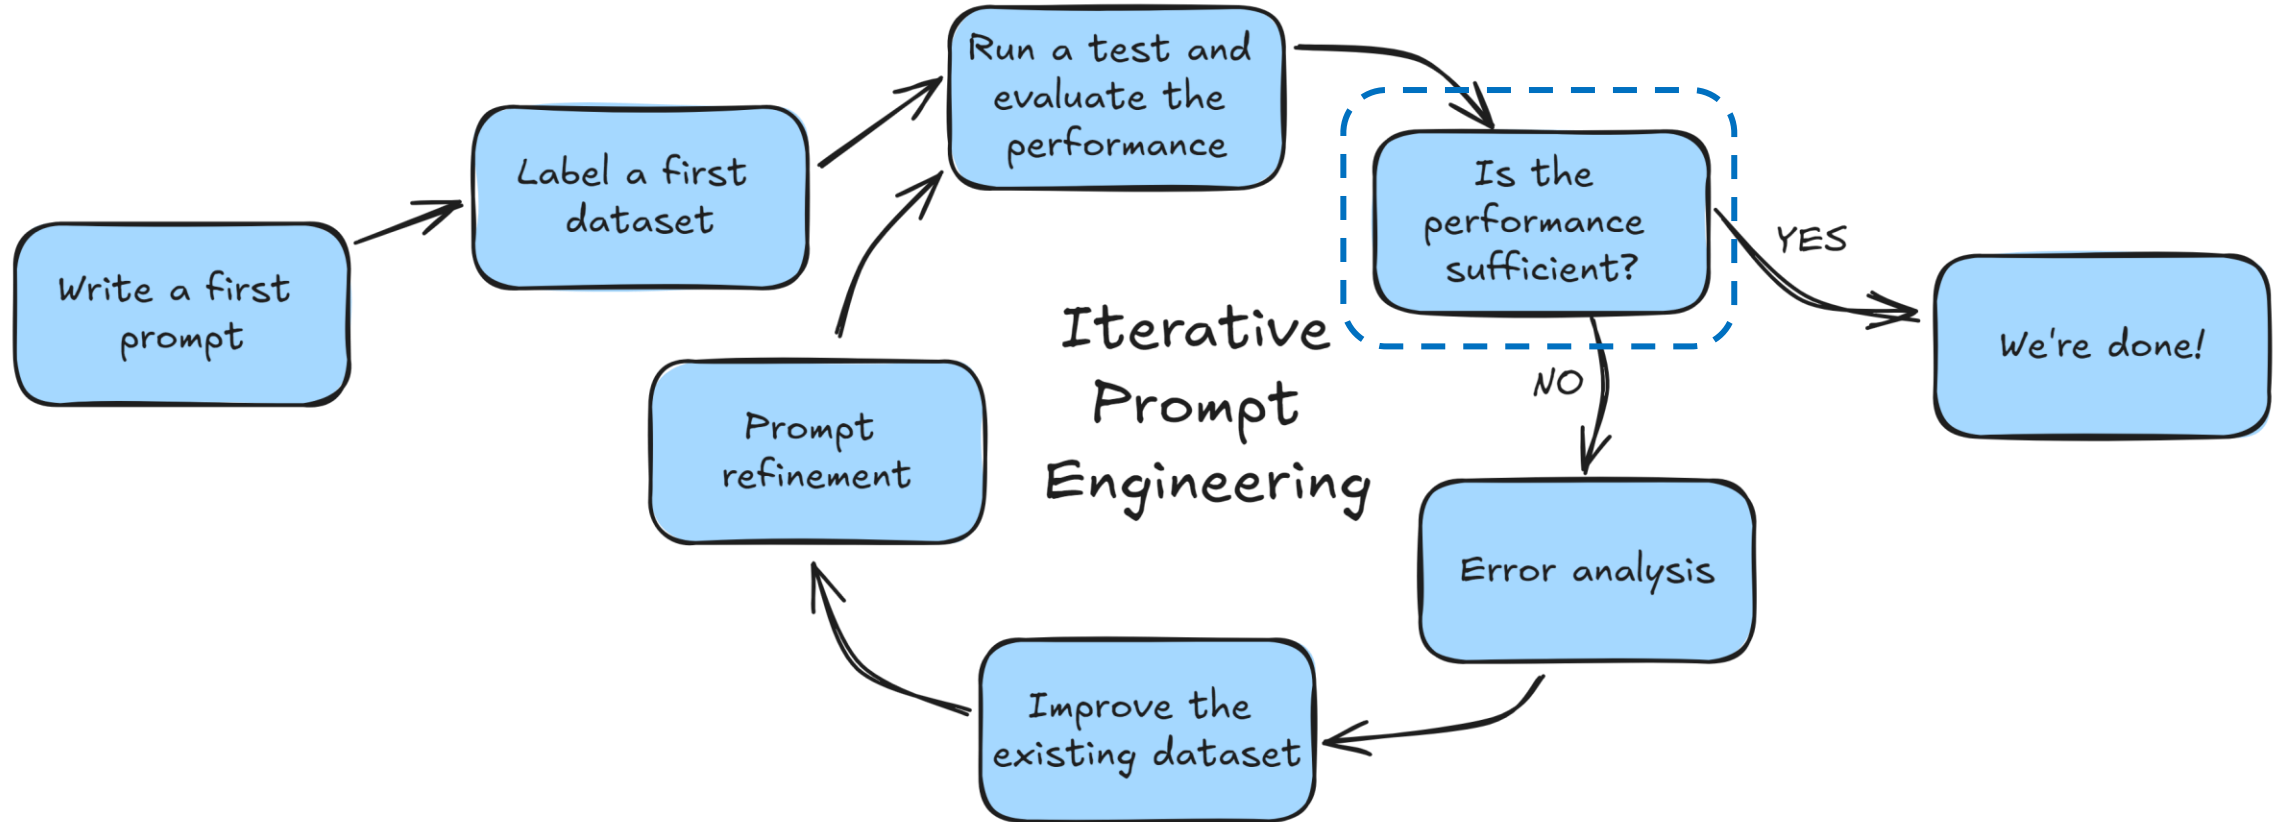 Write a first
prompt
Label a first
dataset
Run a test and
evaluate the
performance
Is the
performance
sufficient?
YES
We're done!
NO
Error analysis
Improve the
existing dataset
Prompt
refinement
Iterative
Prompt
Engineering